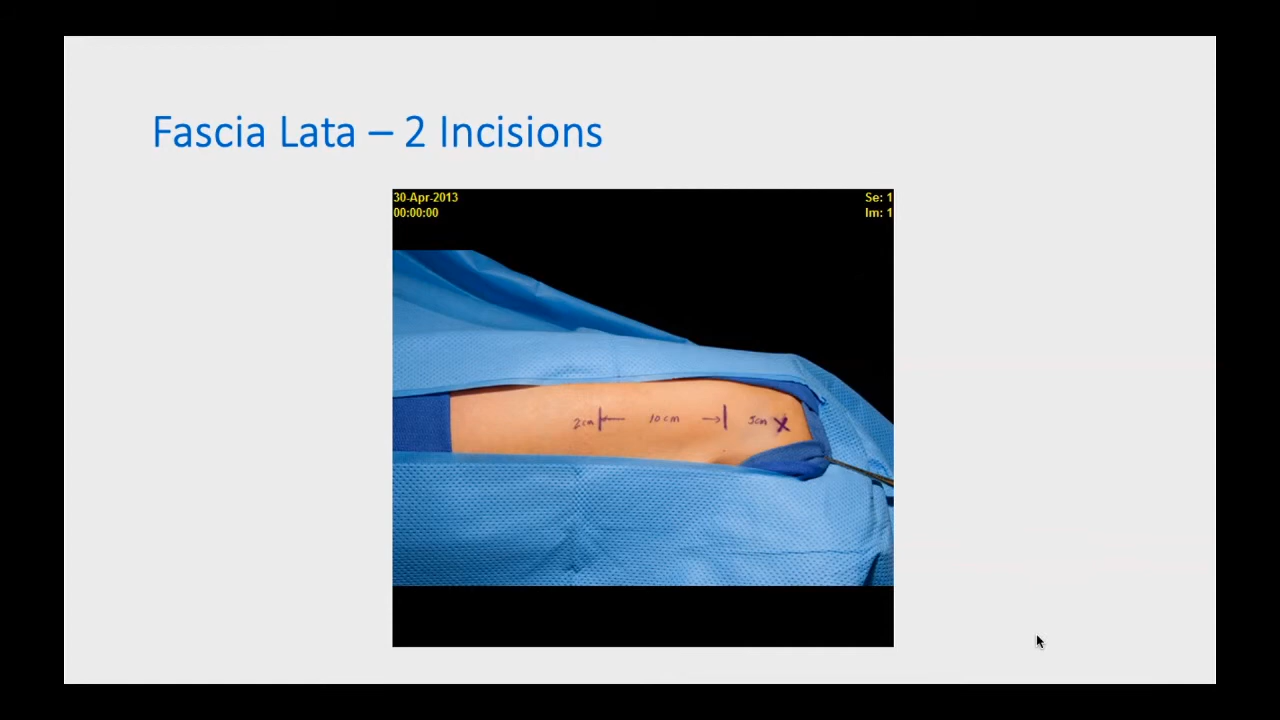 Fascia Lata – 2 Incisions
30-Apr-2013 Se: 1
00:00:00 Im: 1
2cm 10cm 5cm X